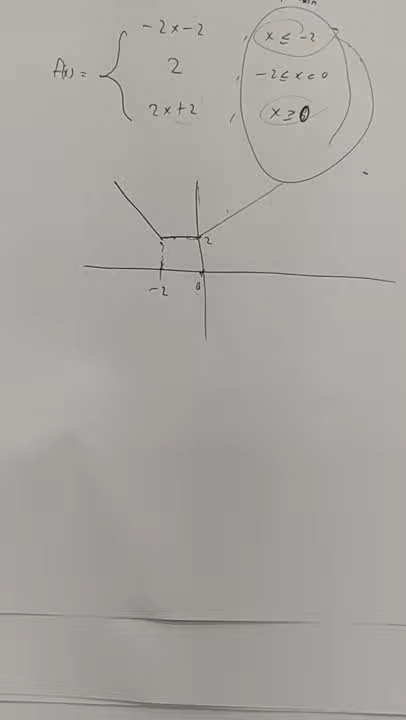 f(x) = { -2x-2 , x ≤ -2
2 , -2 ≤ x < 0
2x+2 , x ≥ 0
2
-2 0